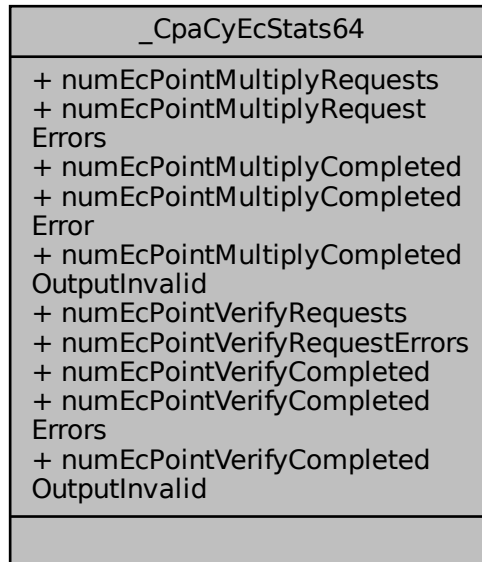 _CpaCyEcStats64
+ numEcPointMultiplyRequests
+ numEcPointMultiplyRequest
Errors
+ numEcPointMultiplyCompleted
+ numEcPointMultiplyCompleted
Error
+ numEcPointMultiplyCompleted
OutputInvalid
+ numEcPointVerifyRequests
+ numEcPointVerifyRequestErrors
+ numEcPointVerifyCompleted
+ numEcPointVerifyCompleted
Errors
+ numEcPointVerifyCompleted
OutputInvalid